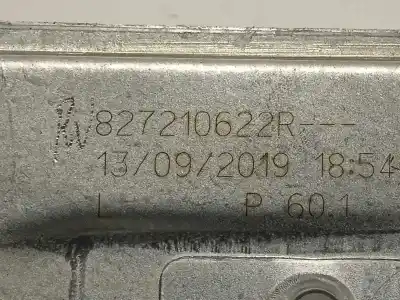 827210622R---
13/09/2019 18:54
L - - P 60.1